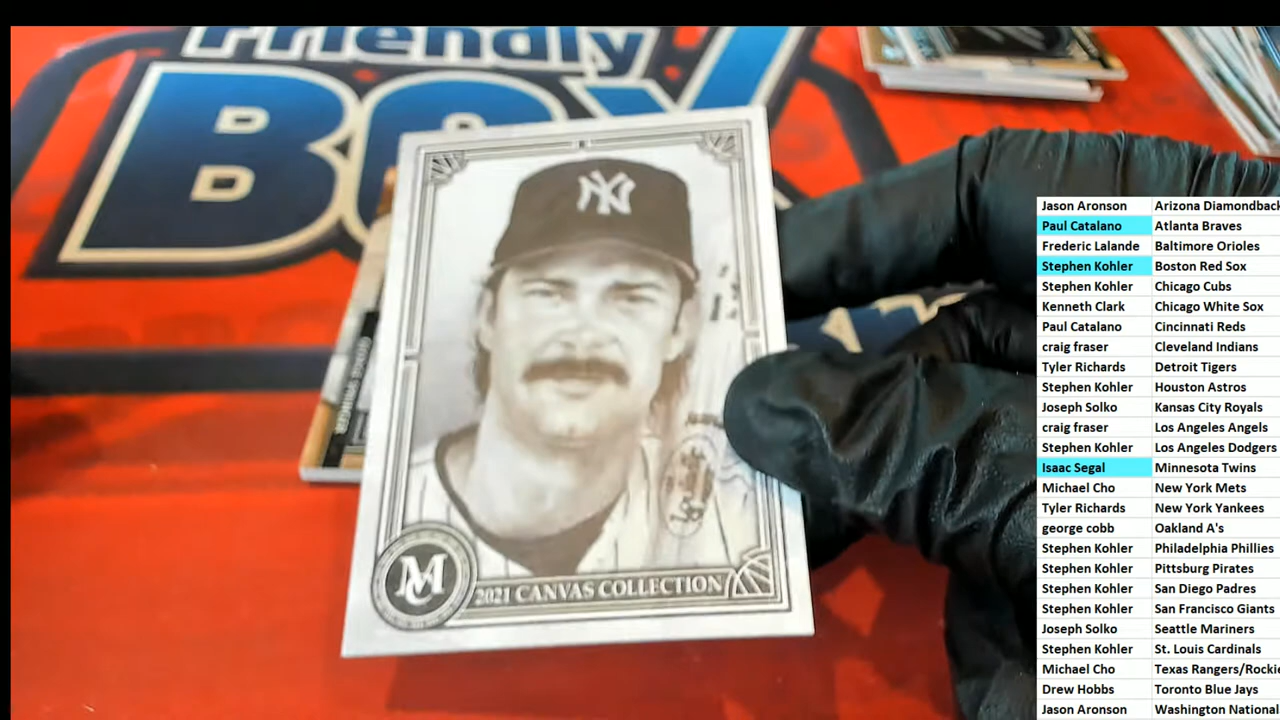 Friendly
BOX
NY
MC
2021 CANVAS COLLECTION
Jason Aronson Arizona Diamondback
Paul Catalano Atlanta Braves
Frederic Lalande Baltimore Orioles
Stephen Kohler Boston Red Sox
Stephen Kohler Chicago Cubs
Kenneth Clark Chicago White Sox
Paul Catalano Cincinnati Reds
craig fraser Cleveland Indians
Tyler Richards Detroit Tigers
Stephen Kohler Houston Astros
Joseph Solko Kansas City Royals
craig fraser Los Angeles Angels
Stephen Kohler Los Angeles Dodgers
Isaac Segal Minnesota Twins
Michael Cho New York Mets
Tyler Richards New York Yankees
george cobb Oakland A's
Stephen Kohler Philadelphia Phillies
Stephen Kohler Pittsburg Pirates
Stephen Kohler San Diego Padres
Stephen Kohler San Francisco Giants
Joseph Solko Seattle Mariners
Stephen Kohler St. Louis Cardinals
Michael Cho Texas Rangers/Rockie
Drew Hobbs Toronto Blue Jays
Jason Aronson Washington National